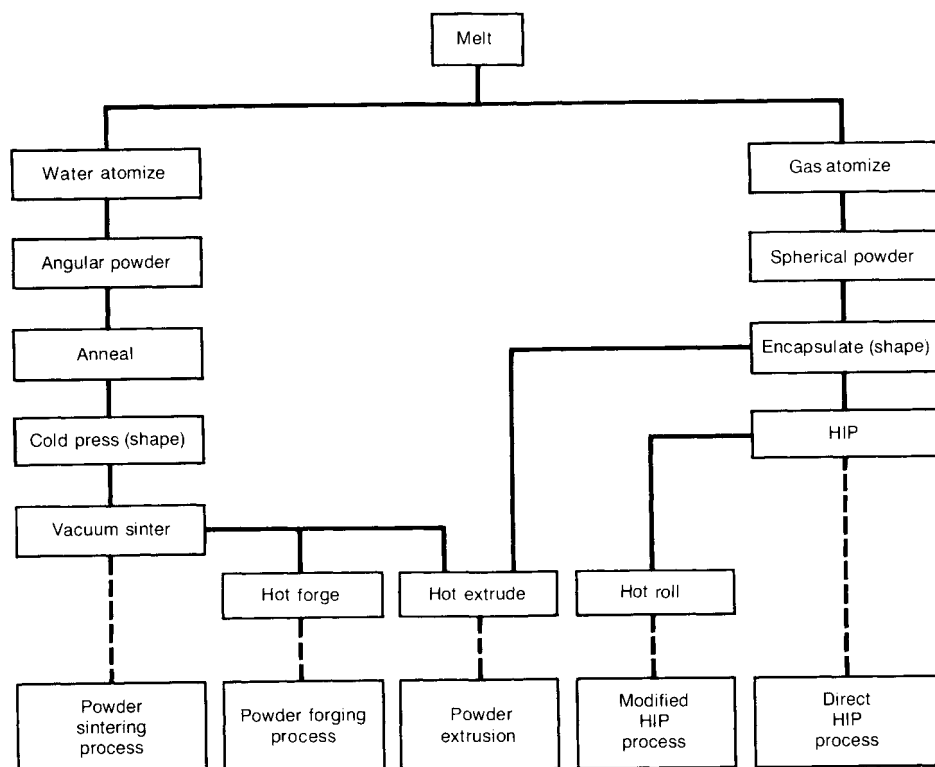 Melt
Water atomize
Gas atomize
Angular powder
Spherical powder
Anneal
Encapsulate (shape)
Cold press (shape)
HIP
Vacuum sinter
Hot forge
Hot extrude
Hot roll
Powder
sintering
process
Powder forging
process
Powder
extrusion
Modified
HIP
process
Direct
HIP
process